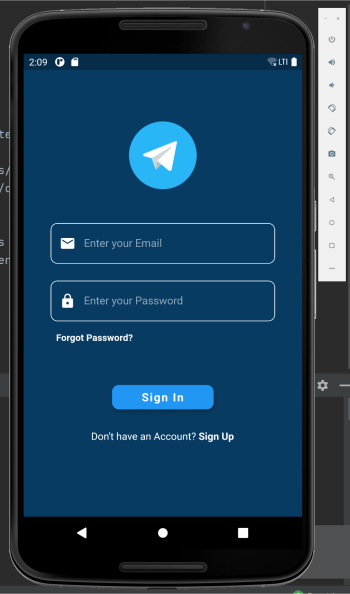 2:09
LTE
Enter your Email
Enter your Password
Forgot Password?
Sign In
Don't have an Account? Sign Up